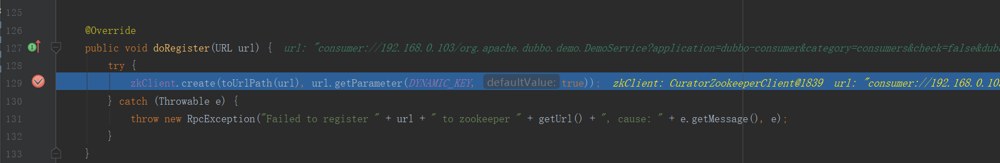 125
126 @Override
127 public void doRegister(URL url) { url: "consumer://192.168.0.103/org.apache.dubbo.demo.DemoService?application=dubbo-consumer&category=consumers&check=false&dubb
128 try {
129 zkClient.create(toUrlPath(url), url.getParameter(DYNAMIC_KEY, defaultValue: true)); zkClient: CuratorZookeeperClient@1839 url: "consumer://192.168.0.103
130 } catch (Throwable e) {
131 throw new RpcException("Failed to register " + url + " to zookeeper " + getUrl() + ", cause: " + e.getMessage(), e);
132 }
133 }